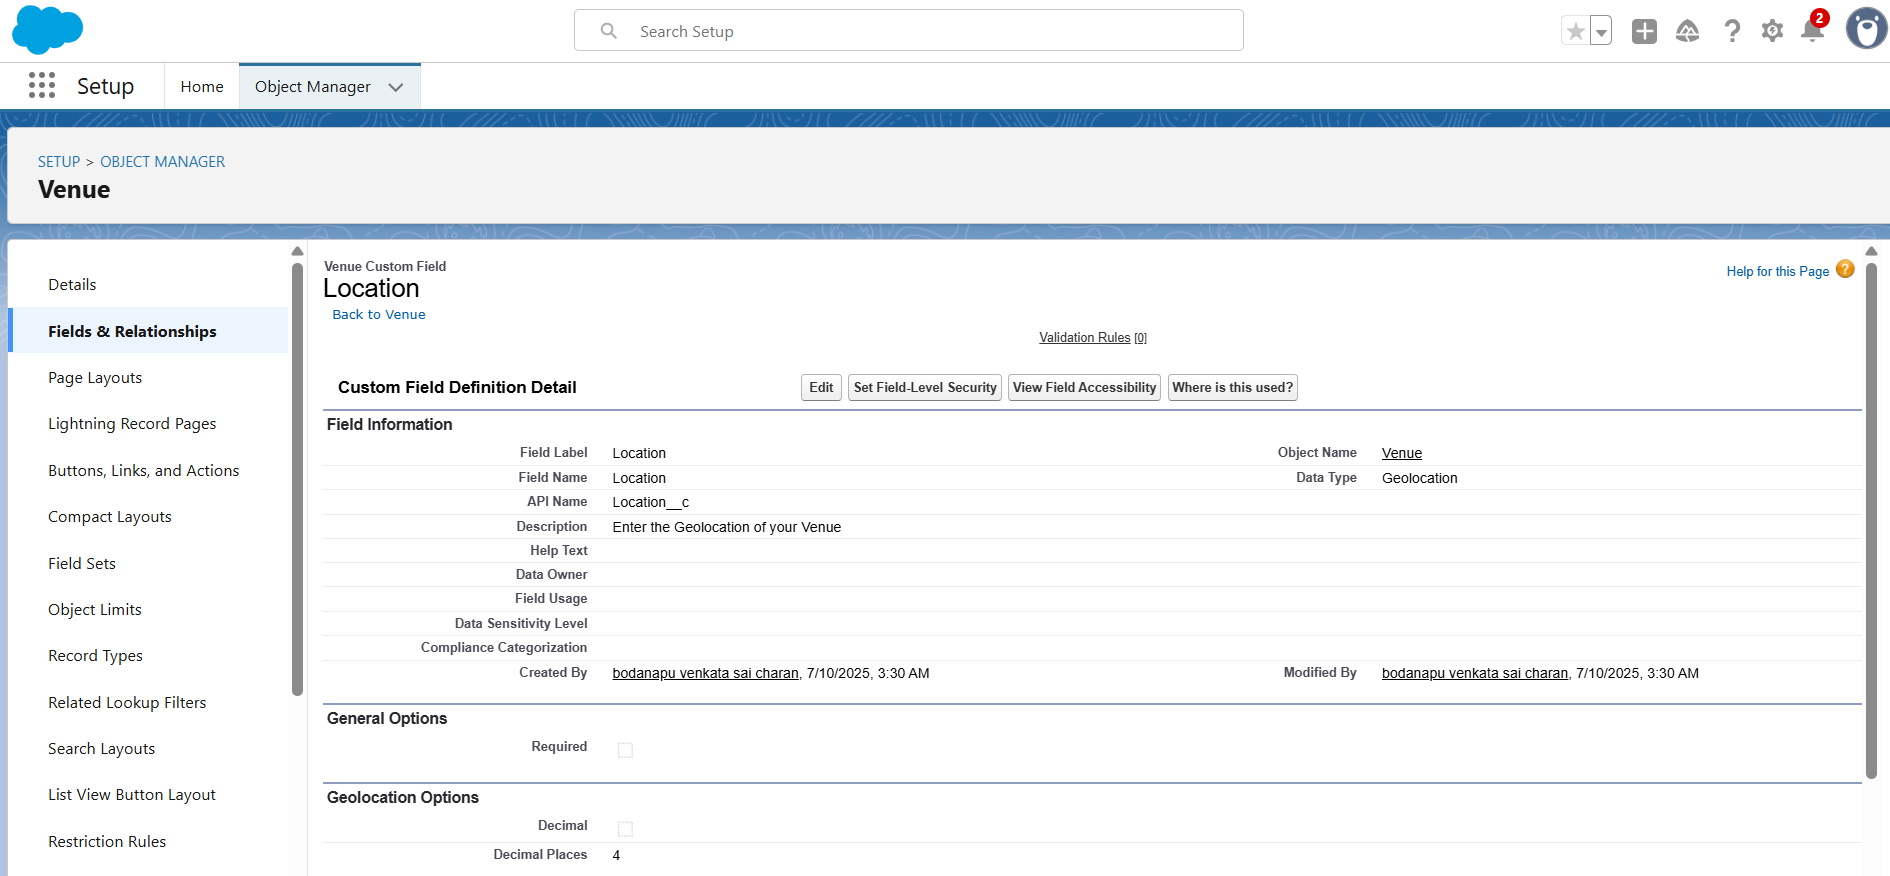 Search Setup
2
Setup
Home
Object Manager
SETUP > OBJECT MANAGER
Venue
Details
Fields & Relationships
Page Layouts
Lightning Record Pages
Buttons, Links, and Actions
Compact Layouts
Field Sets
Object Limits
Record Types
Related Lookup Filters
Search Layouts
List View Button Layout
Restriction Rules
Venue Custom Field
Location
Back to Venue
Help for this Page ?
Validation Rules [0]
Custom Field Definition Detail
Edit Set Field-Level Security View Field Accessibility Where is this used?
Field Information
Field Label Location Object Name Venue
Field Name Location Data Type Geolocation
API Name Location__c
Description Enter the Geolocation of your Venue
Help Text
Data Owner
Field Usage
Data Sensitivity Level
Compliance Categorization
Created By bodanapu venkata sai charan, 7/10/2025, 3:30 AM Modified By bodanapu venkata sai charan, 7/10/2025, 3:30 AM
General Options
Required
Geolocation Options
Decimal
Decimal Places 4